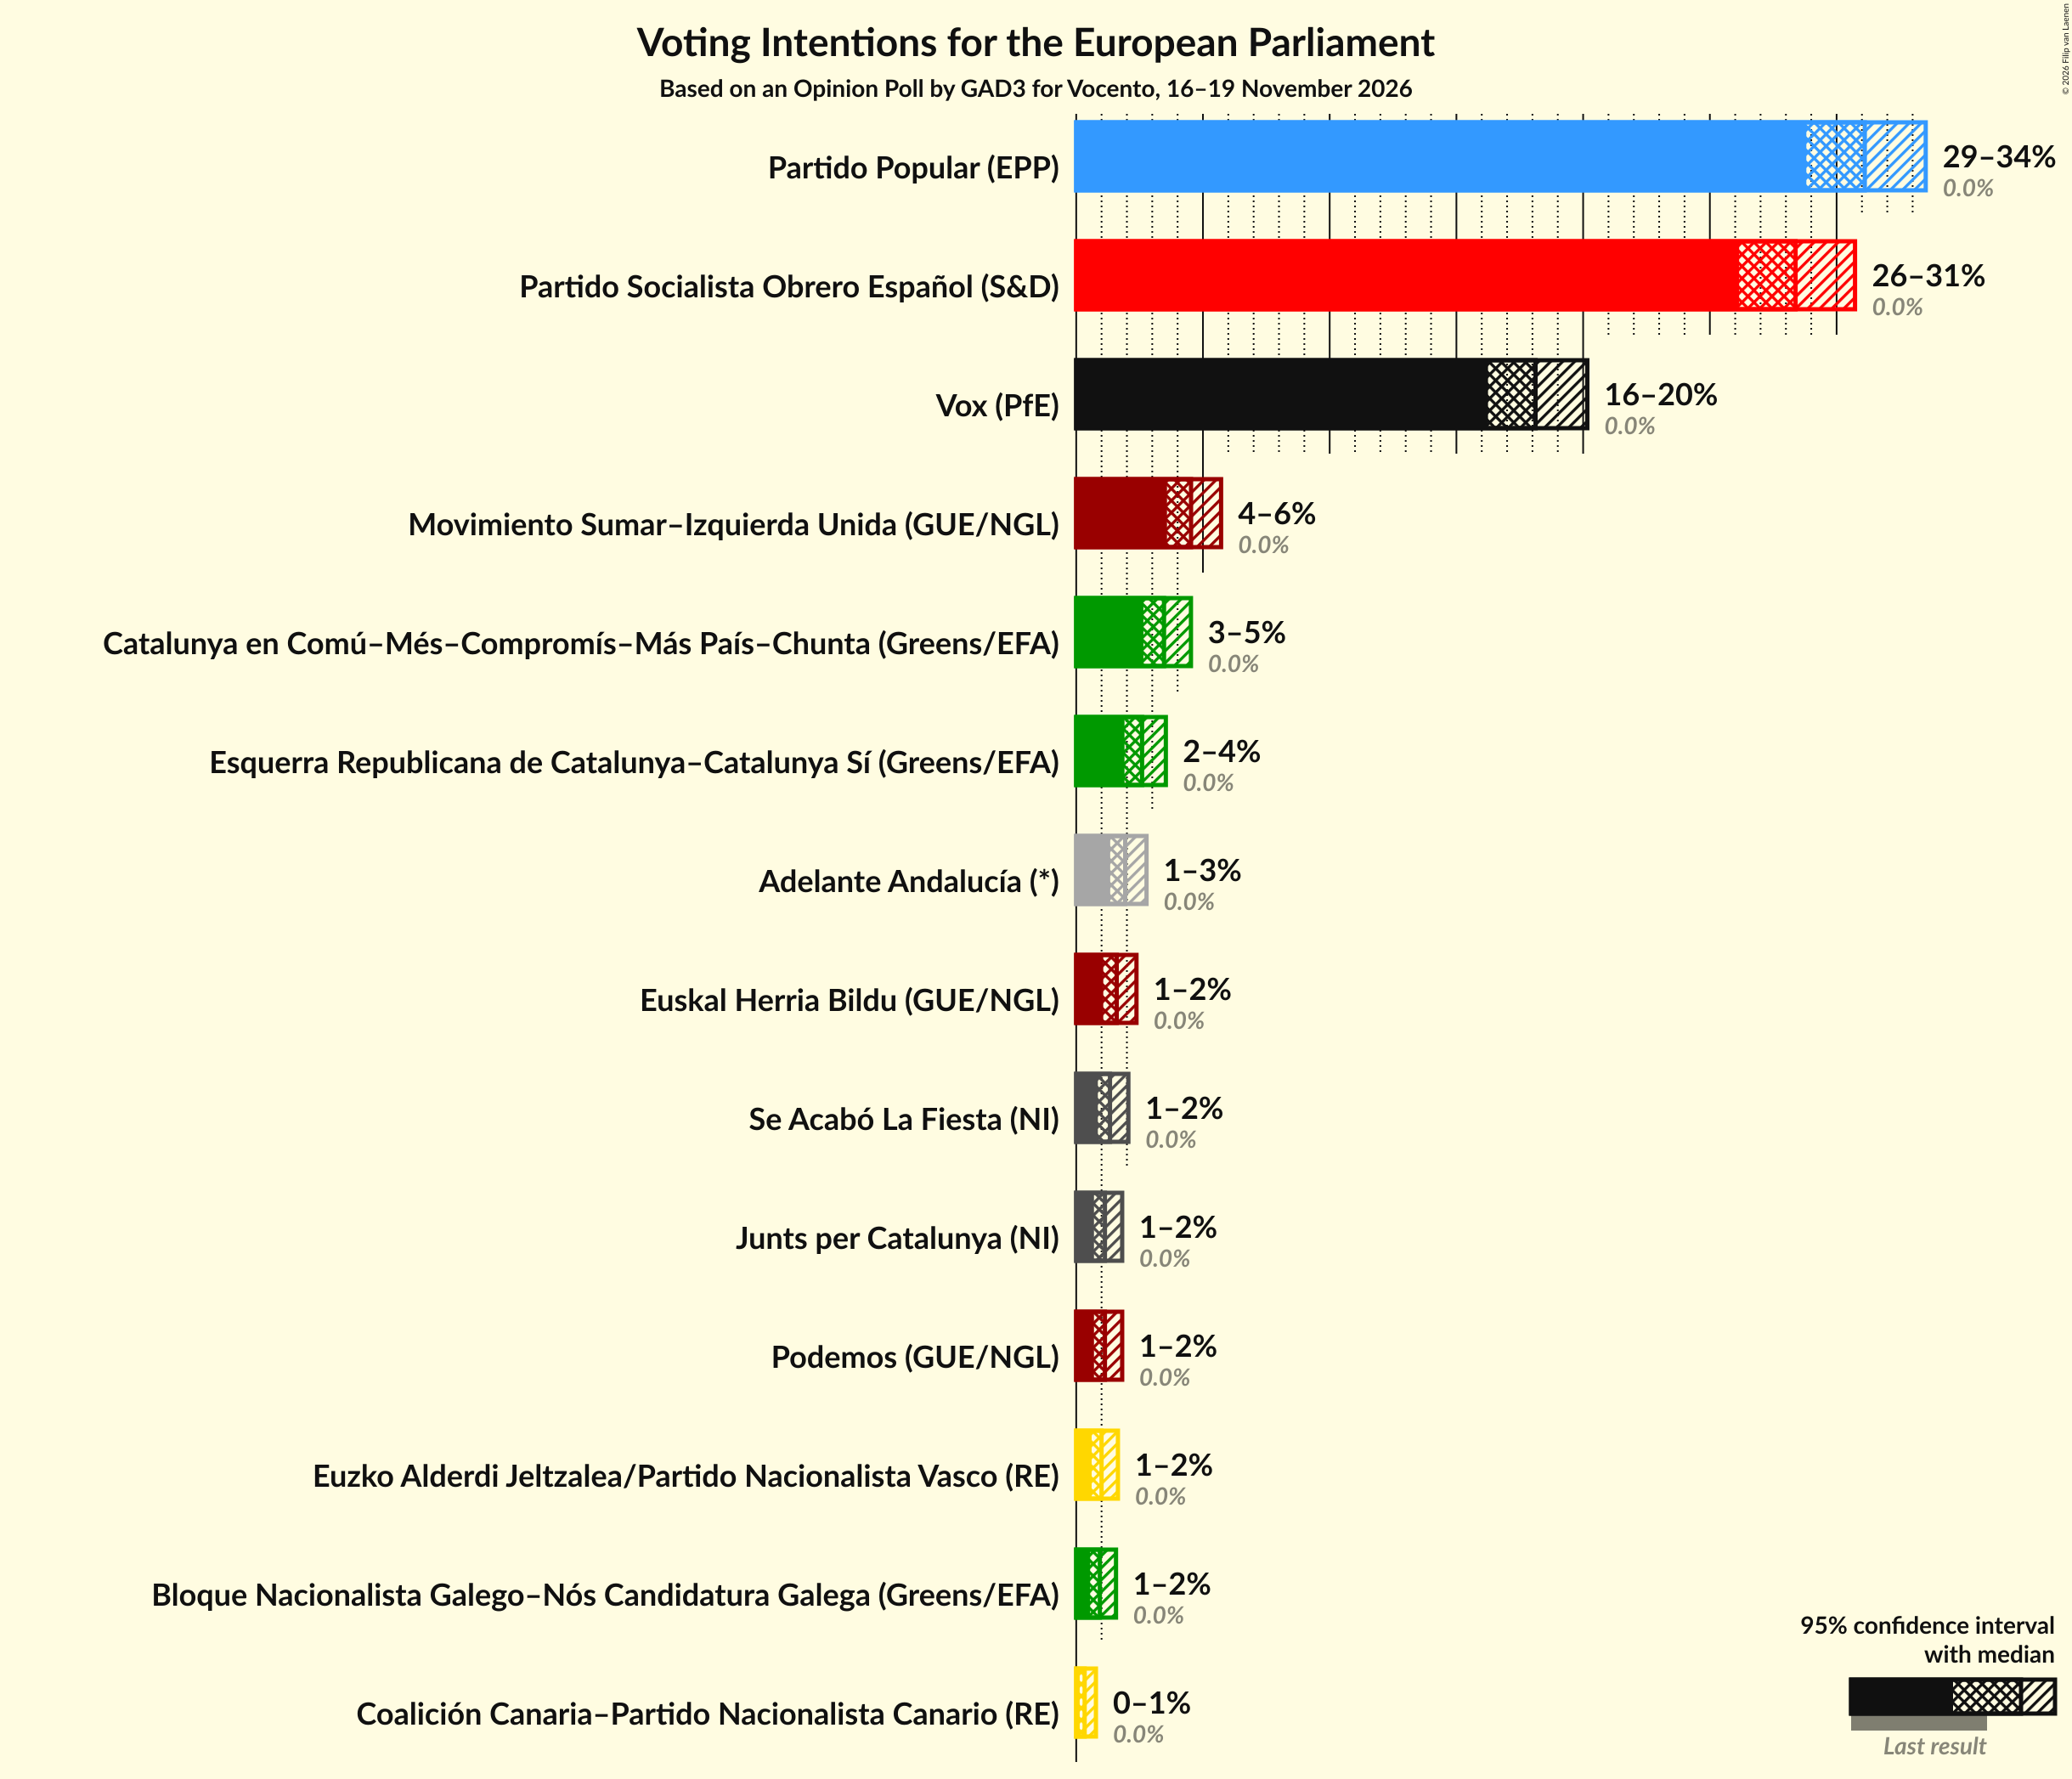 Voting Intentions for the European Parliament
Based on an Opinion Poll by GAD3 for Vocento, 16–19 November 2026
© 2026 Filip van Laenen
Partido Popular (EPP)
29–34%
0.0%
Partido Socialista Obrero Español (S&D)
26–31%
0.0%
Vox (PfE)
16–20%
0.0%
Movimiento Sumar–Izquierda Unida (GUE/NGL)
4–6%
0.0%
Catalunya en Comú–Més–Compromís–Más País–Chunta (Greens/EFA)
3–5%
0.0%
Esquerra Republicana de Catalunya–Catalunya Sí (Greens/EFA)
2–4%
0.0%
Adelante Andalucía (*)
1–3%
0.0%
Euskal Herria Bildu (GUE/NGL)
1–2%
0.0%
Se Acabó La Fiesta (NI)
1–2%
0.0%
Junts per Catalunya (NI)
1–2%
0.0%
Podemos (GUE/NGL)
1–2%
0.0%
Euzko Alderdi Jeltzalea/Partido Nacionalista Vasco (RE)
1–2%
0.0%
Bloque Nacionalista Galego–Nós Candidatura Galega (Greens/EFA)
1–2%
0.0%
Coalición Canaria–Partido Nacionalista Canario (RE)
0–1%
0.0%
95% confidence interval
with median
Last result